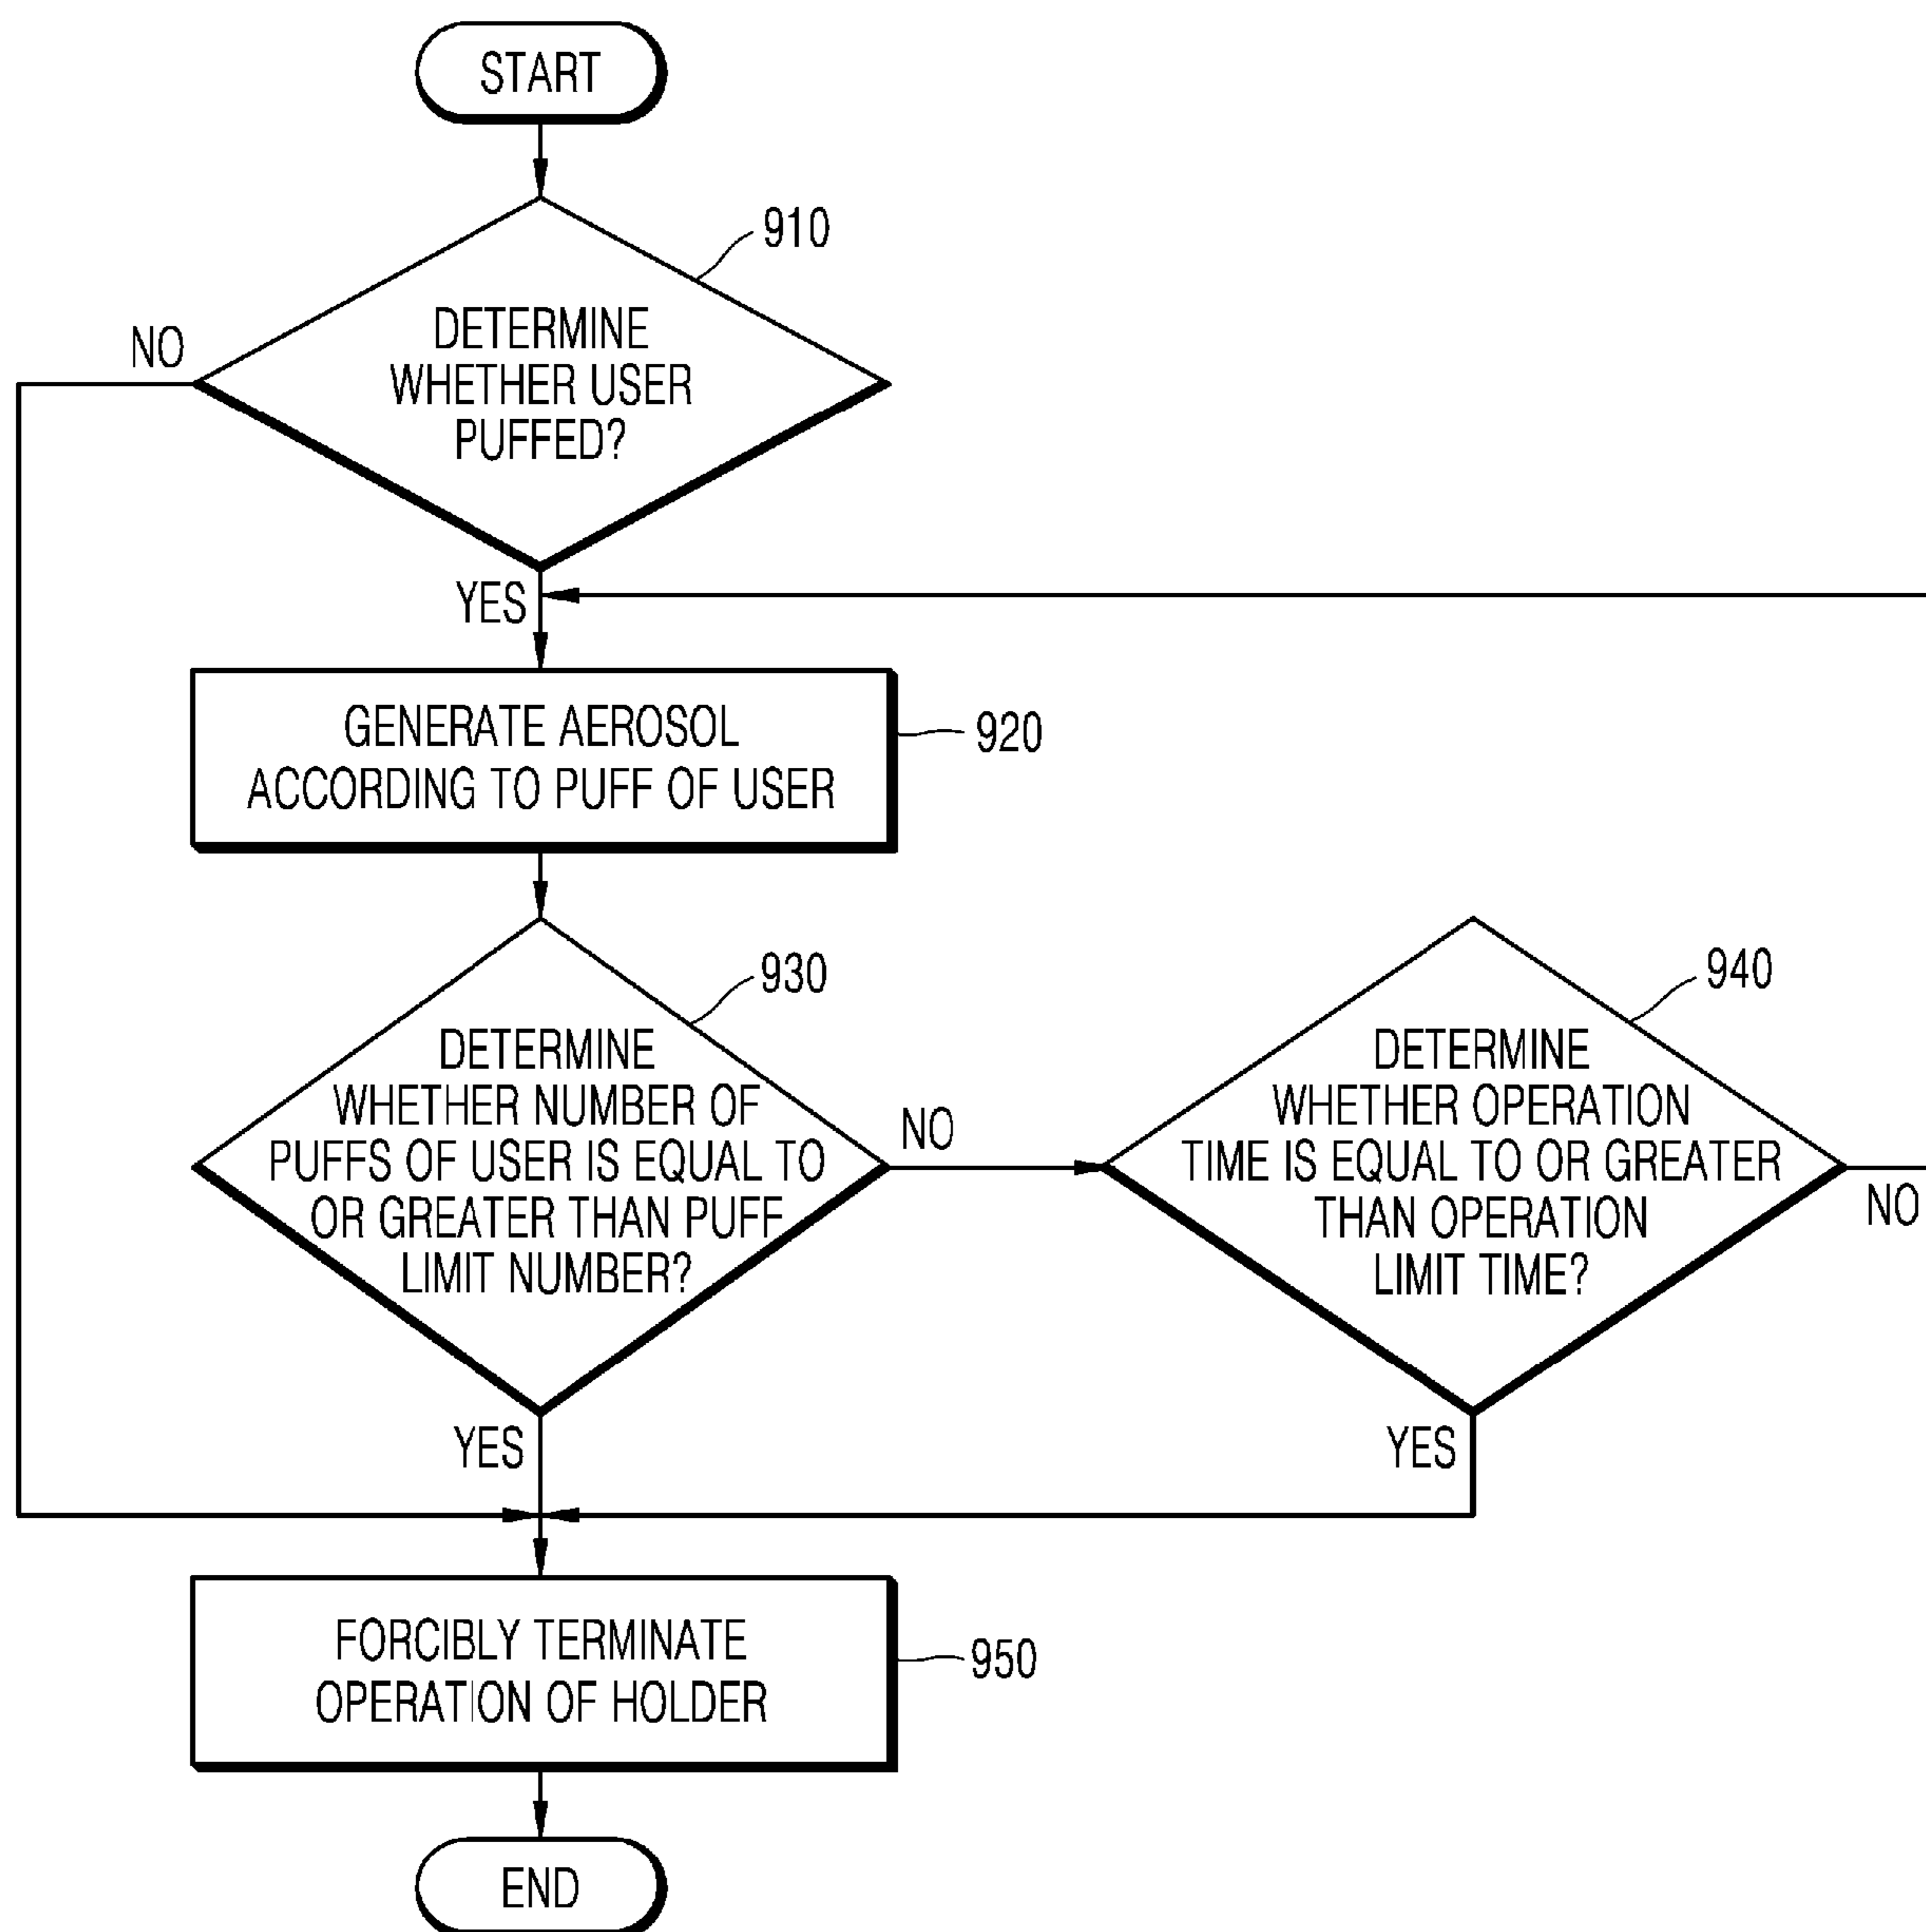 START
910
DETERMINE
WHETHER USER
PUFFED?
NO
YES
GENERATE AEROSOL
ACCORDING TO PUFF OF USER
920
930
DETERMINE
WHETHER NUMBER OF
PUFFS OF USER IS EQUAL TO
OR GREATER THAN PUFF
LIMIT NUMBER?
NO
940
DETERMINE
WHETHER OPERATION
TIME IS EQUAL TO OR GREATER
THAN OPERATION
LIMIT TIME?
NO
YES
YES
FORCIBLY TERMINATE
OPERATION OF HOLDER
950
END